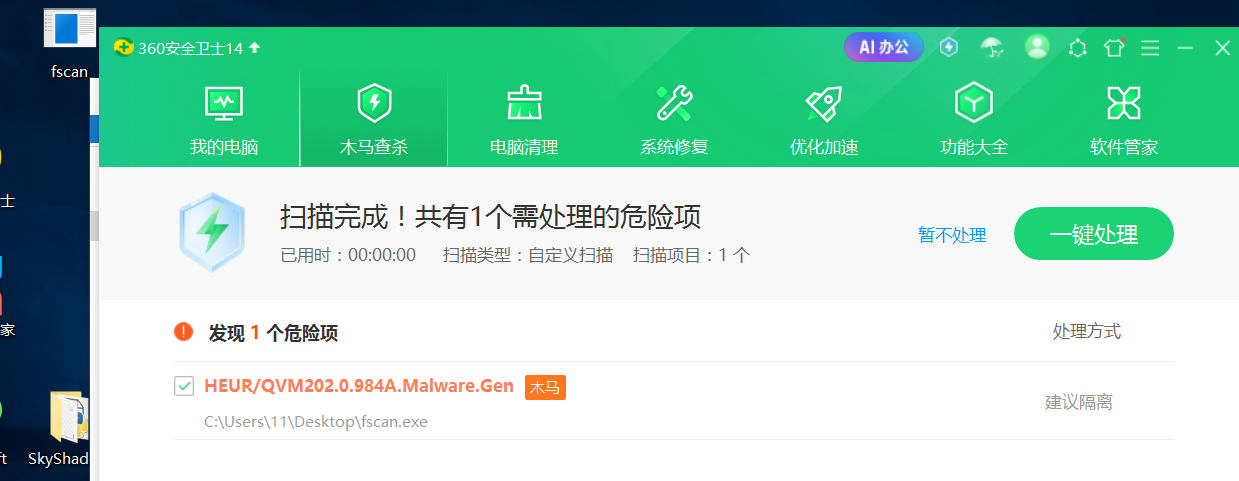 fscan
360安全卫士14
AI 办公
我的电脑
木马查杀
电脑清理
系统修复
优化加速
功能大全
软件管家
士
扫描完成！共有1个需处理的危险项
暂不处理
一键处理
已用时：00:00:00 扫描类型：自定义扫描 扫描项目：1 个
家
发现 1 个危险项
处理方式
HEUR/QVM202.0.984A.Malware.Gen 木马
建议隔离
C:\Users\11\Desktop\fscan.exe
ft
SkyShad